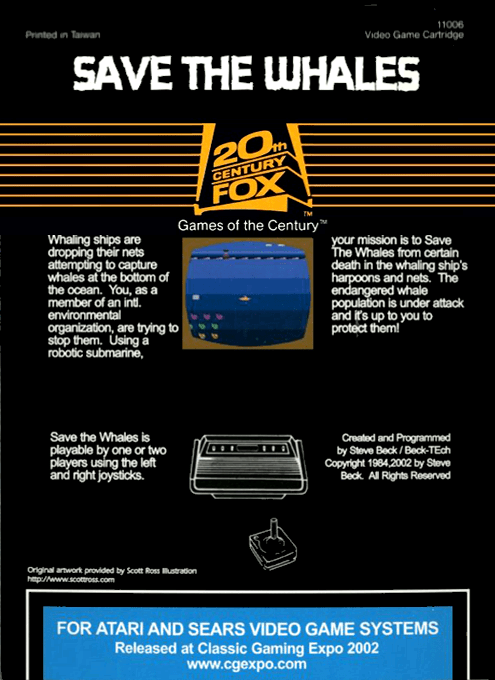 11006
Printed in Taiwan
Video Game Cartridge
SAVE THE WHALES
20th
CENTURY
FOX
TM
Games of the Century™
Whaling ships are
dropping their nets
attempting to capture
whales at the bottom of
the ocean. You, as a
member of an intl.
environmental
organization, are trying to
stop them. Using a
robotic submarine,
your mission is to Save
The Whales from certain
death in the whaling ship's
harpoons and nets. The
endangered whale
population is under attack
and it's up to you to
protect them!
Save the Whales is
playable by one or two
players using the left
and right joysticks.
Created and Programmed
by Steve Beck / Beck-TEch
Copyright 1984,2002 by Steve
Beck. All Rights Reserved
Original artwork provided by Scott Ross Illustration
http://www.scottross.com
FOR ATARI AND SEARS VIDEO GAME SYSTEMS
Released at Classic Gaming Expo 2002
www.cgexpo.com